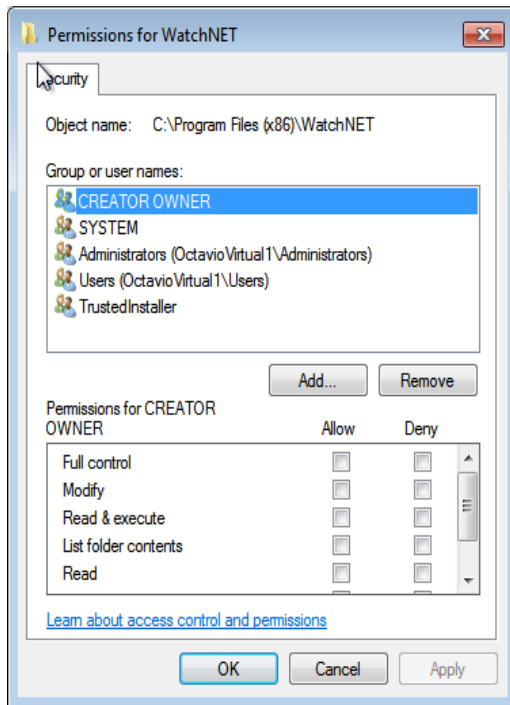 Permissions for WatchNET
Security
Object name: C:\Program Files (x86)\WatchNET
Group or user names:
CREATOR OWNER
SYSTEM
Administrators (OctavioVirtual1\Administrators)
Users (OctavioVirtual1\Users)
TrustedInstaller
Add... Remove
Permissions for CREATOR
OWNER Allow Deny
Full control
Modify
Read & execute
List folder contents
Read
Learn about access control and permissions
OK Cancel Apply